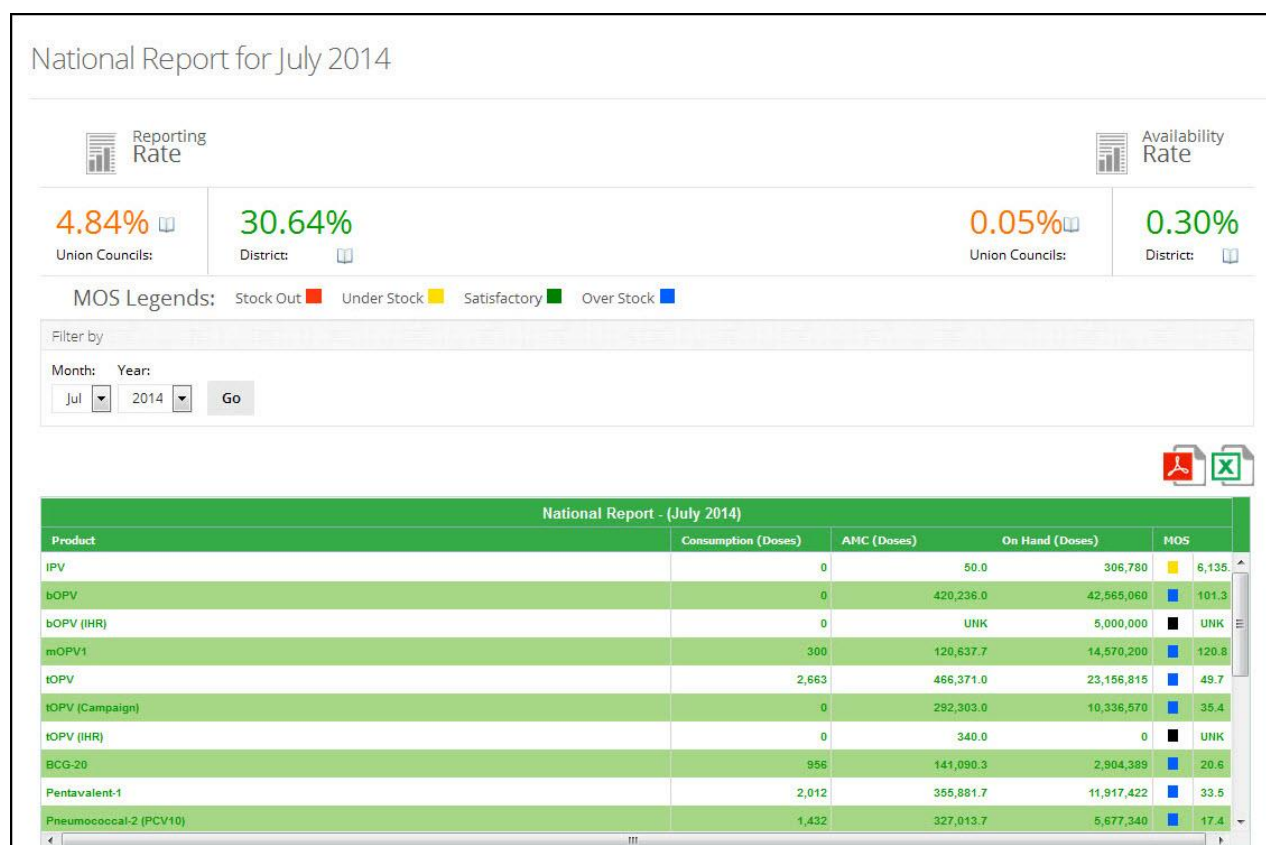 National Report for July 2014
Reporting Rate
Availability Rate
4.84% 30.64% 0.05% 0.30%
Union Councils: District: Union Councils: District:
MOS Legends: Stock Out Under Stock Satisfactory Over Stock
Filter by
Month: Year:
Jul 2014 Go
National Report - (July 2014)
Product Consumption (Doses) AMC (Doses) On Hand (Doses) MOS
IPV 0 50.0 306,780 6,135.
bOPV 0 420,236.0 42,565,060 101.3
bOPV (IHR) 0 UNK 5,000,000 UNK
mOPV1 300 120,637.7 14,570,200 120.8
tOPV 2,663 466,371.0 23,156,815 49.7
tOPV (Campaign) 0 292,303.0 10,336,570 35.4
tOPV (IHR) 0 340.0 0 UNK
BCG-20 956 141,090.3 2,904,389 20.6
Pentavalent-1 2,012 355,881.7 11,917,422 33.5
Pneumococcal-2 (PCV10) 1,432 327,013.7 5,677,340 17.4